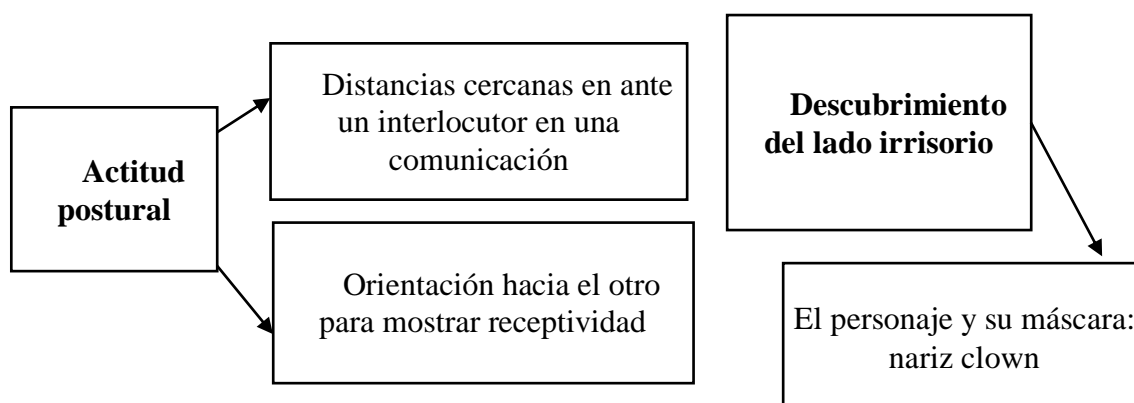 Actitud
postural
Distancias cercanas en ante
un interlocutor en una
comunicación
Orientación hacia el otro
para mostrar receptividad
Descubrimiento
del lado irrisorio
El personaje y su máscara:
nariz clown